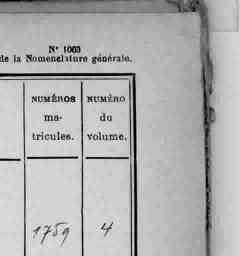 N° 1003
de la Nomenclature générale.
NUMÉROS NUMÉRO
ma- du
tricules. volume.
1759 4